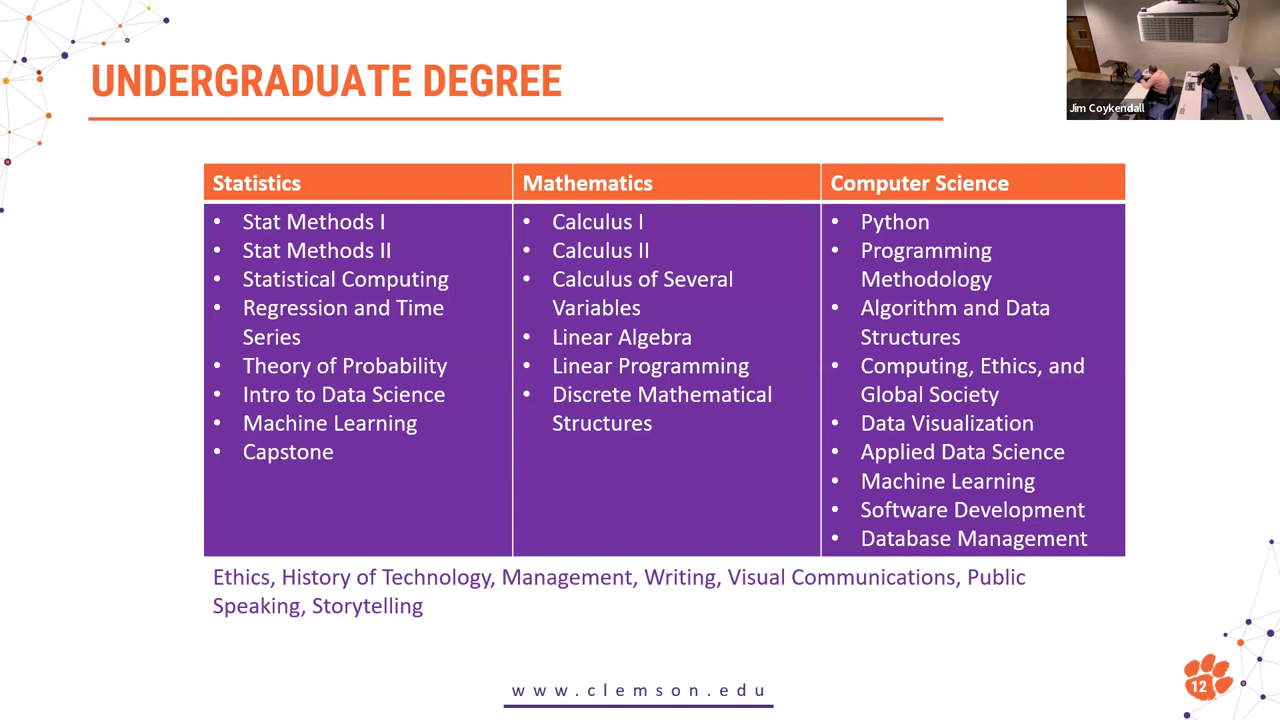 UNDERGRADUATE DEGREE
Jim Coykendall
Statistics
• Stat Methods I
• Stat Methods II
• Statistical Computing
• Regression and Time
Series
• Theory of Probability
• Intro to Data Science
• Machine Learning
• Capstone
Mathematics
• Calculus I
• Calculus II
• Calculus of Several
Variables
• Linear Algebra
• Linear Programming
• Discrete Mathematical
Structures
Computer Science
• Python
• Programming
Methodology
• Algorithm and Data
Structures
• Computing, Ethics, and
Global Society
• Data Visualization
• Applied Data Science
• Machine Learning
• Software Development
• Database Management
Ethics, History of Technology, Management, Writing, Visual Communications, Public
Speaking, Storytelling
www.clemson.edu
12